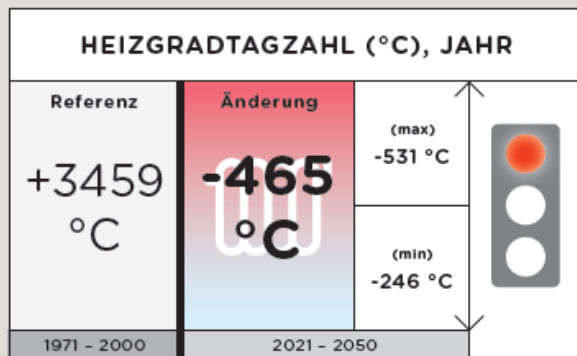 HEIZGRADTAGZAHL (°C), JAHR
Referenz
+3459
°C
1971 – 2000
Änderung
-465
°C
(max)
-531 °C
(min)
-246 °C
2021 – 2050